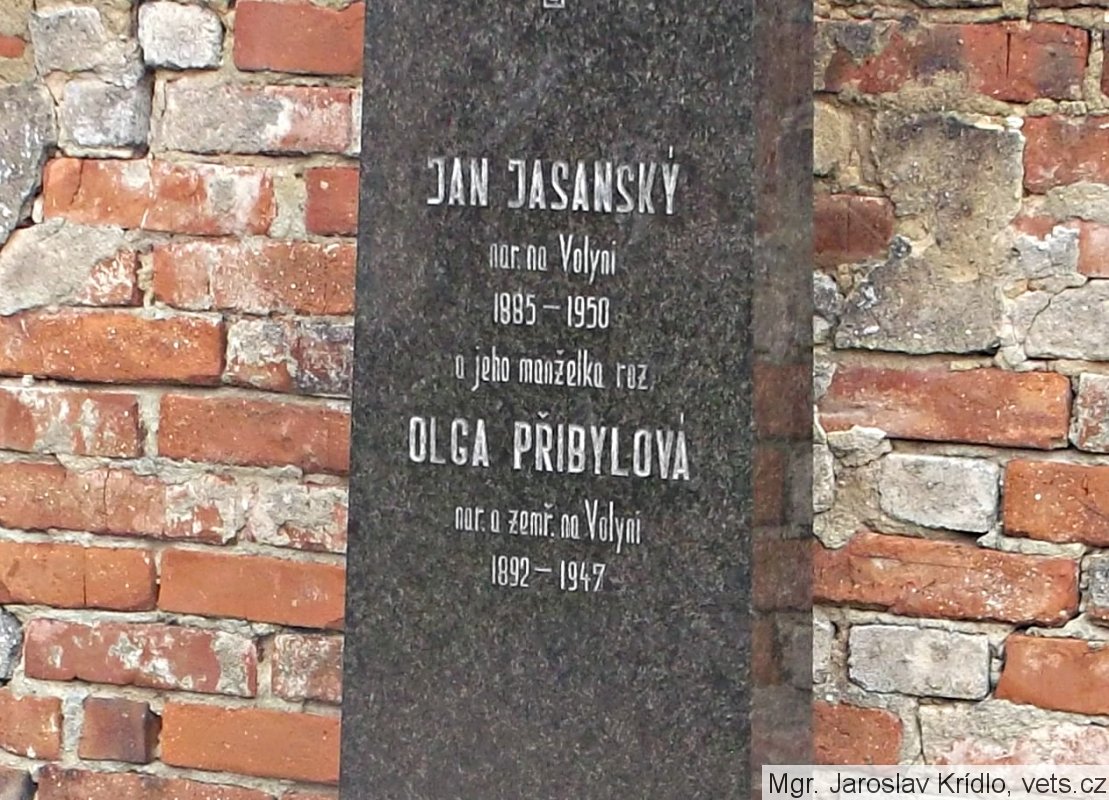 JAN JASANSKÝ
nar. na Volyni
1885 – 1950
a jeho manželka roz.
OLGA PŘIBYLOVÁ
nar. a zemř. na Volyni
1892 – 1947
Mgr. Jaroslav Krídlo, vets.cz